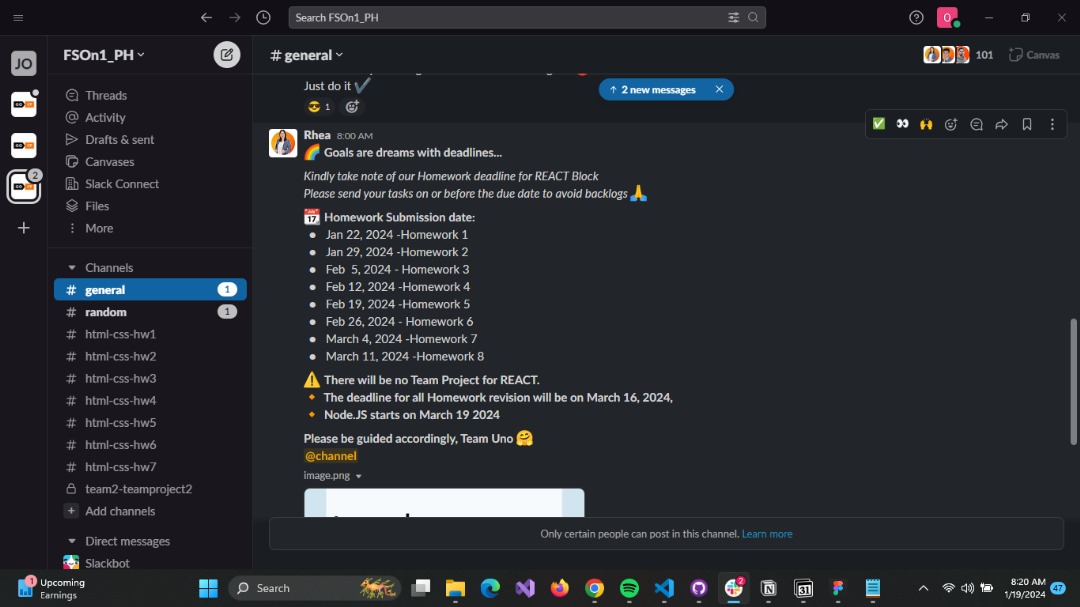 Search FSOn1_PH
O
JO
FSOn1_PH
# general
101
Canvas
2
Threads
Activity
Drafts & sent
Canvases
Slack Connect
Files
More
Channels
# general 1
# random 1
# html-css-hw1
# html-css-hw2
# html-css-hw3
# html-css-hw4
# html-css-hw5
# html-css-hw6
# html-css-hw7
team2-teamproject2
+ Add channels
Direct messages
Slackbot
Just do it ✔️
😎 1
↑ 2 new messages ×
Rhea 8:00 AM
🌈 Goals are dreams with deadlines...
Kindly take note of our Homework deadline for REACT Block
Please send your tasks on or before the due date to avoid backlogs 🙏
📅 Homework Submission date:
• Jan 22, 2024 -Homework 1
• Jan 29, 2024 -Homework 2
• Feb 5, 2024 - Homework 3
• Feb 12, 2024 -Homework 4
• Feb 19, 2024 -Homework 5
• Feb 26, 2024 - Homework 6
• March 4, 2024 -Homework 7
• March 11, 2024 -Homework 8
⚠️ There will be no Team Project for REACT.
🔸 The deadline for all Homework revision will be on March 16, 2024,
🔸 Node.JS starts on March 19 2024
Please be guided accordingly, Team Uno 🤗
@channel
image.png
Only certain people can post in this channel. Learn more
1
Upcoming
Earnings
Search
2
31
8:20 AM
1/19/2024
47